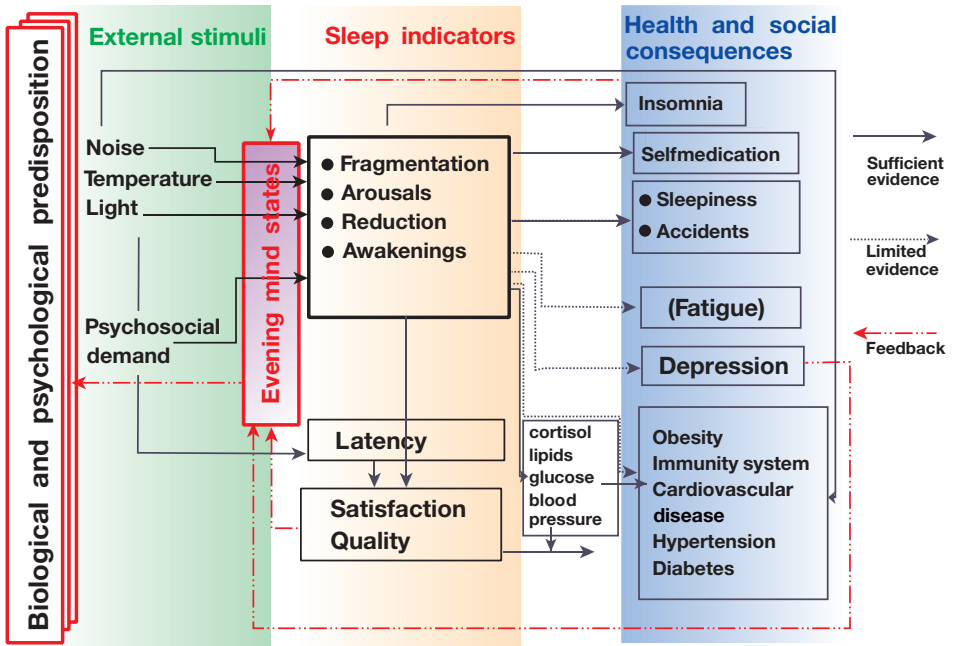 Biological and psychological predisposition
External stimuli
Noise
Temperature
Light
Psychosocial
demand
Evening mind states
Sleep indicators
● Fragmentation
● Arousals
● Reduction
● Awakenings
Latency
Satisfaction
Quality
cortisol
lipids
glucose
blood
pressure
Health and social
consequences
Insomnia
Selfmedication
● Sleepiness
● Accidents
(Fatigue)
Depression
Obesity
Immunity system
Cardiovascular
disease
Hypertension
Diabetes
Sufficient
evidence
Limited
evidence
Feedback